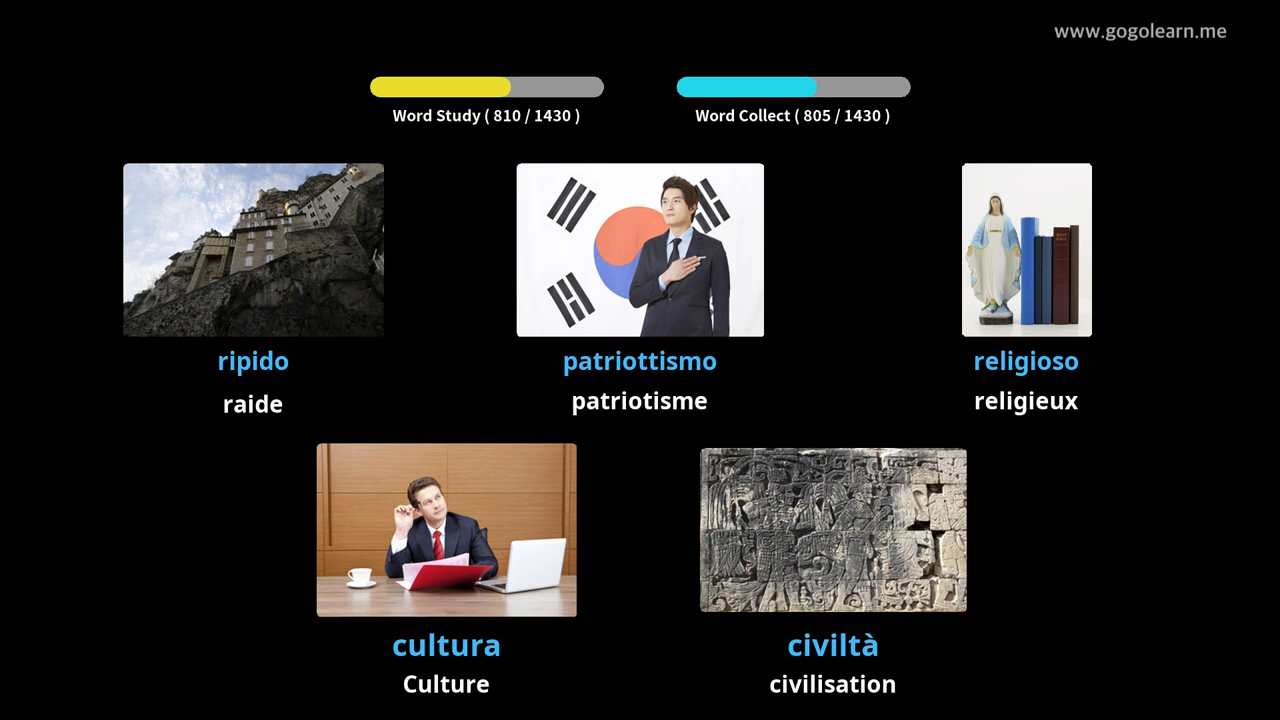 www.gogolearn.me
Word Study ( 810 / 1430 )
Word Collect ( 805 / 1430 )
ripido
raide
patriottismo
patriotisme
religioso
religieux
cultura
Culture
civiltà
civilisation